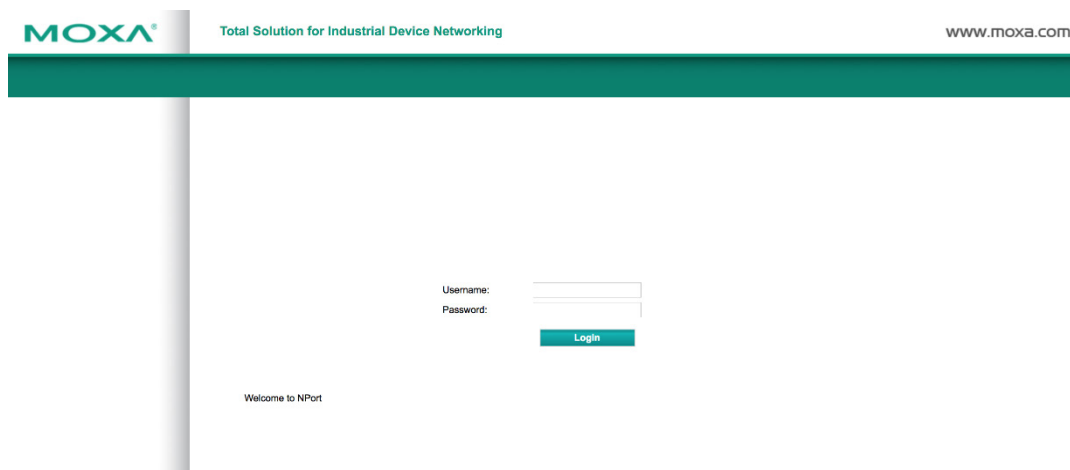 MOXA®
Total Solution for Industrial Device Networking
www.moxa.com
Username:
Password:
Login
Welcome to NPort